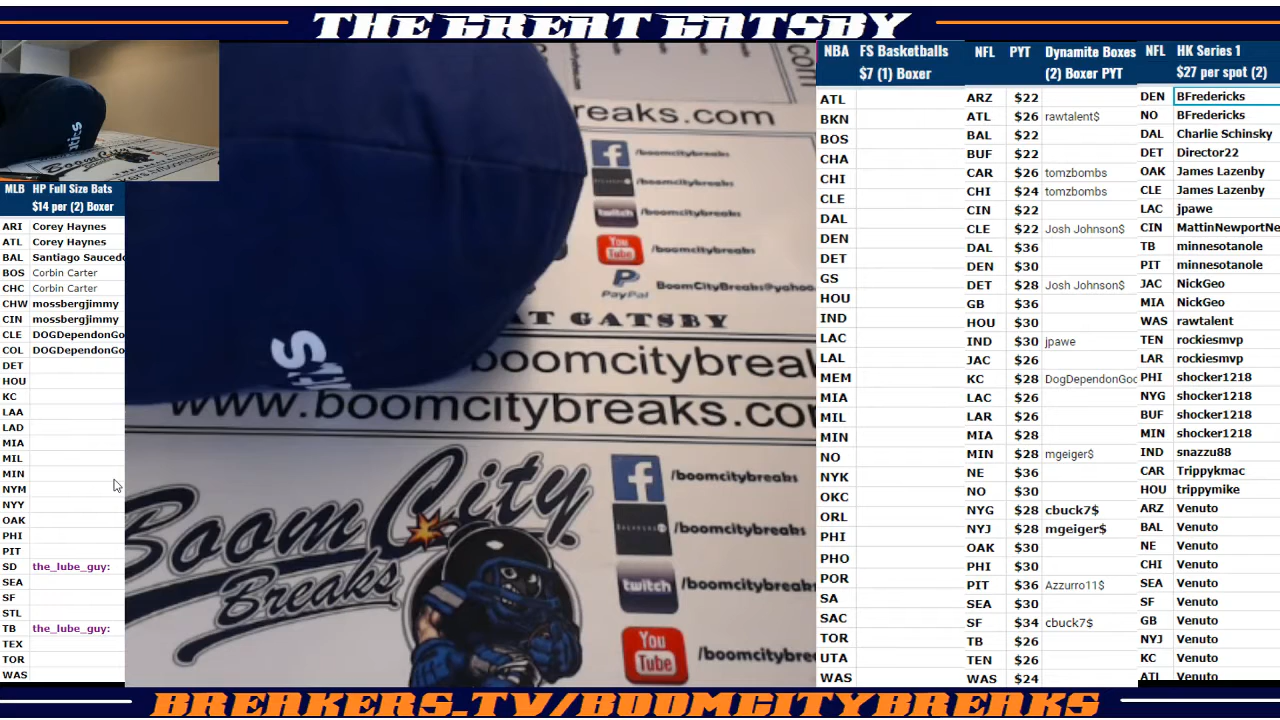 THE GREAT GATSBY
MLB HP Full Size Bats
$14 per (2) Boxer
ARI Corey Haynes
ATL Corey Haynes
BAL Santiago Saucedo
BOS Corbin Carter
CHC Corbin Carter
CHW mossbergjimmy
CIN mossbergjimmy
CLE DOGDependonGo
COL DOGDependonGo
DET
HOU
KC
LAA
LAD
MIA
MIL
MIN
NYM
NYY
OAK
PHI
PIT
SD the_lube_guy:
SEA
SF
STL
TB the_lube_guy:
TEX
TOR
WAS
reaks.com
/boomcitybreaks
/boomcitybreaks
twitch /boomcitybreaks
You Tube /boomcitybreaks
PayPal BoomCityBreaks@yahoo
T GATSBY
boomcitybreaks
www.boomcitybreaks.co
Boom City Breaks
/boomcitybreaks
/boomcitybreaks
twitch /boomcitybreaks
You Tube /boomcitybre
NBA FS Basketballs
$7 (1) Boxer
ATL
BKN
BOS
CHA
CHI
CLE
DAL
DEN
DET
GS
HOU
IND
LAC
LAL
MEM
MIA
MIL
MIN
NO
NYK
OKC
ORL
PHI
PHO
POR
SA
SAC
TOR
UTA
WAS
NFL PYT Dynamite Boxes
(2) Boxer PYT
ARZ $22
ATL $26 rawtalent$
BAL $22
BUF $22
CAR $26 tomzbombs
CHI $24 tomzbombs
CIN $22
CLE $22 Josh Johnson$
DAL $36
DEN $30
DET $28 Josh Johnson$
GB $36
HOU $30
IND $30 jpawe
JAC $26
KC $28 DogDependonGoo
LAC $26
LAR $26
MIA $28
MIN $28 mgeiger$
NE $36
NO $30
NYG $28 cbuck7$
NYJ $28 mgeiger$
OAK $30
PHI $30
PIT $36 Azzurro11$
SEA $30
SF $34 cbuck7$
TB $26
TEN $26
WAS $24
NFL HK Series 1
$27 per spot (2)
DEN BFredericks
NO BFredericks
DAL Charlie Schinsky
DET Director22
OAK James Lazenby
CLE James Lazenby
LAC jpawe
CIN MattinNewportNe
TB minnesotanole
PIT minnesotanole
JAC NickGeo
MIA NickGeo
WAS rawtalent
TEN rockiesmvp
LAR rockiesmvp
PHI shocker1218
NYG shocker1218
BUF shocker1218
MIN shocker1218
IND snazzu88
CAR Trippykmac
HOU trippymike
ARZ Venuto
BAL Venuto
NE Venuto
CHI Venuto
SEA Venuto
SF Venuto
GB Venuto
NYJ Venuto
KC Venuto
ATL Venuto
BREAKERS.TV/BOOMCITYBREAKS